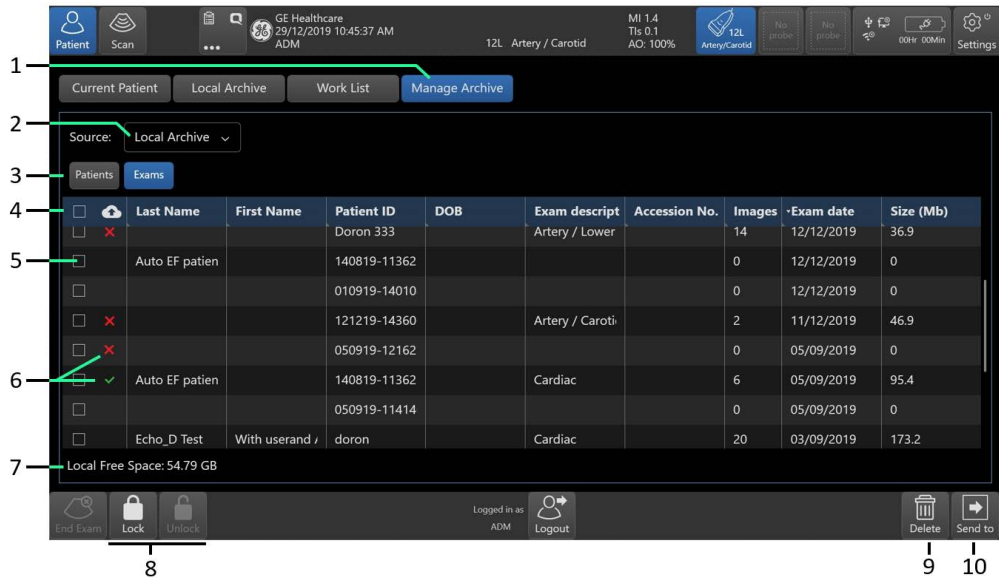 GE Healthcare
29/12/2019 10:45:37 AM
ADM
12L Artery / Carotid
MI 1.4
TIs 0.1
AO: 100%
Patient
Scan
12L
Artery/Carotid
No probe
No probe
00Hr 00Min
Settings
1
Current Patient Local Archive Work List Manage Archive
2
Source: Local Archive
3
Patients Exams
4
Last Name First Name Patient ID DOB Exam descript Accession No. Images Exam date Size (Mb)
Doron 333 Artery / Lower 14 12/12/2019 36.9
5
Auto EF patien 140819-11362 0 12/12/2019 0
010919-14010 0 12/12/2019 0
121219-14360 Artery / Caroti 2 11/12/2019 46.9
050919-12162 0 05/09/2019 0
6
Auto EF patien 140819-11362 Cardiac 6 05/09/2019 95.4
050919-11414 0 05/09/2019 0
Echo_D Test With userand doron Cardiac 20 03/09/2019 173.2
7
Local Free Space: 54.79 GB
End Exam Lock Unlock
Logged in as
ADM
Logout
Delete Send to
8 9 10